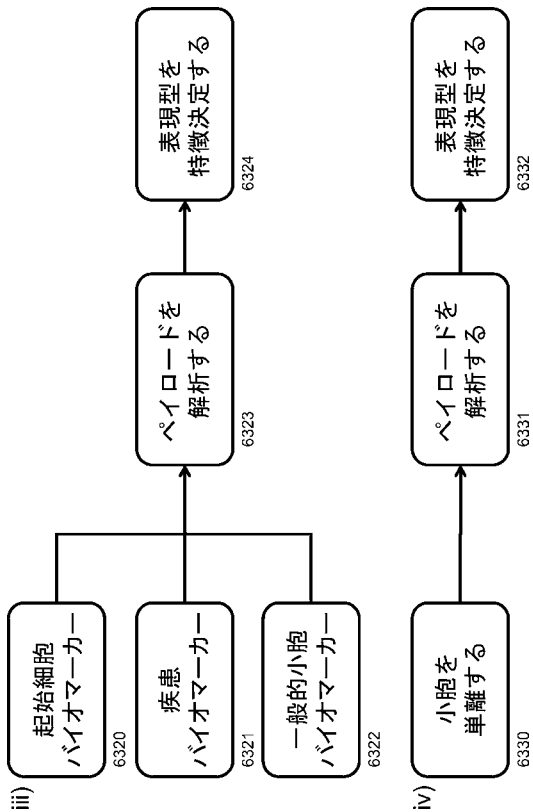 iii)
起始細胞
バイオマーカー
6320
疾患
バイオマーカー
6321
一般的小胞
バイオマーカー
6322
ペイロードを
解析する
6323
表現型を
特徴決定する
6324
iv)
小胞を
単離する
6330
ペイロードを
解析する
6331
表現型を
特徴決定する
6332